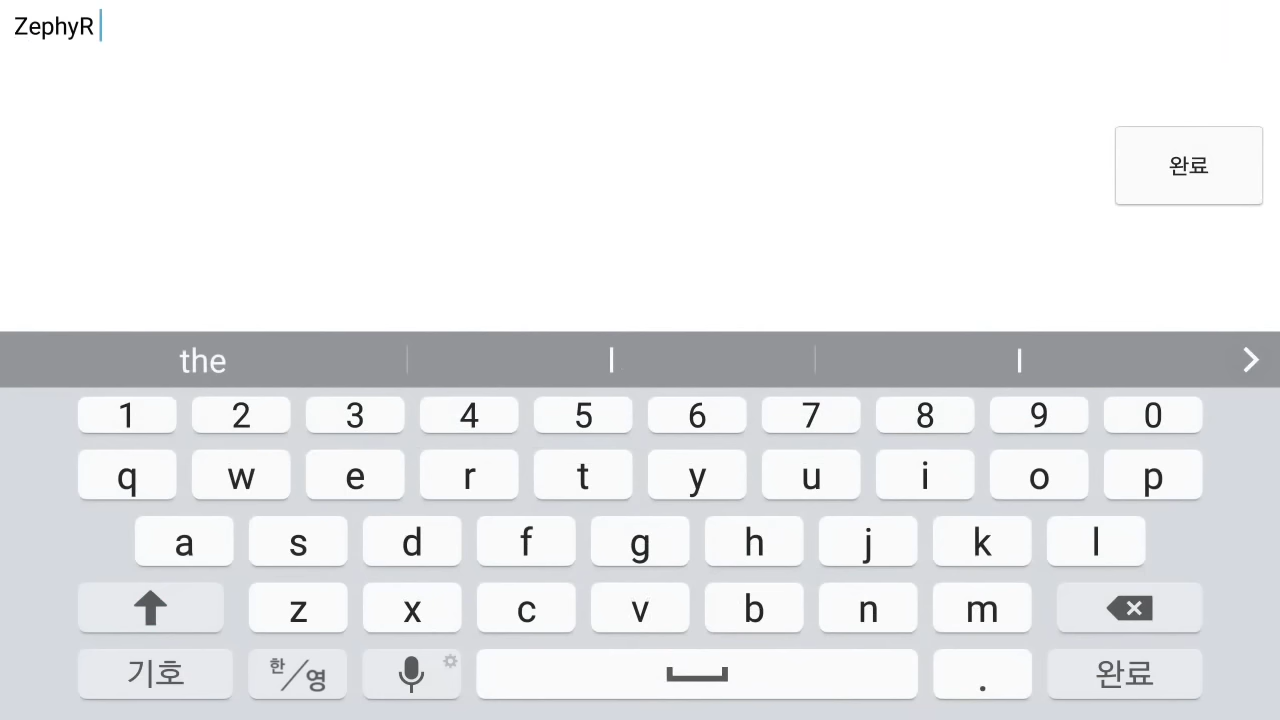 ZephyR
완료
the I I
1 2 3 4 5 6 7 8 9 0
q w e r t y u i o p
a s d f g h j k l
z x c v b n m
기호 한/영 . 완료